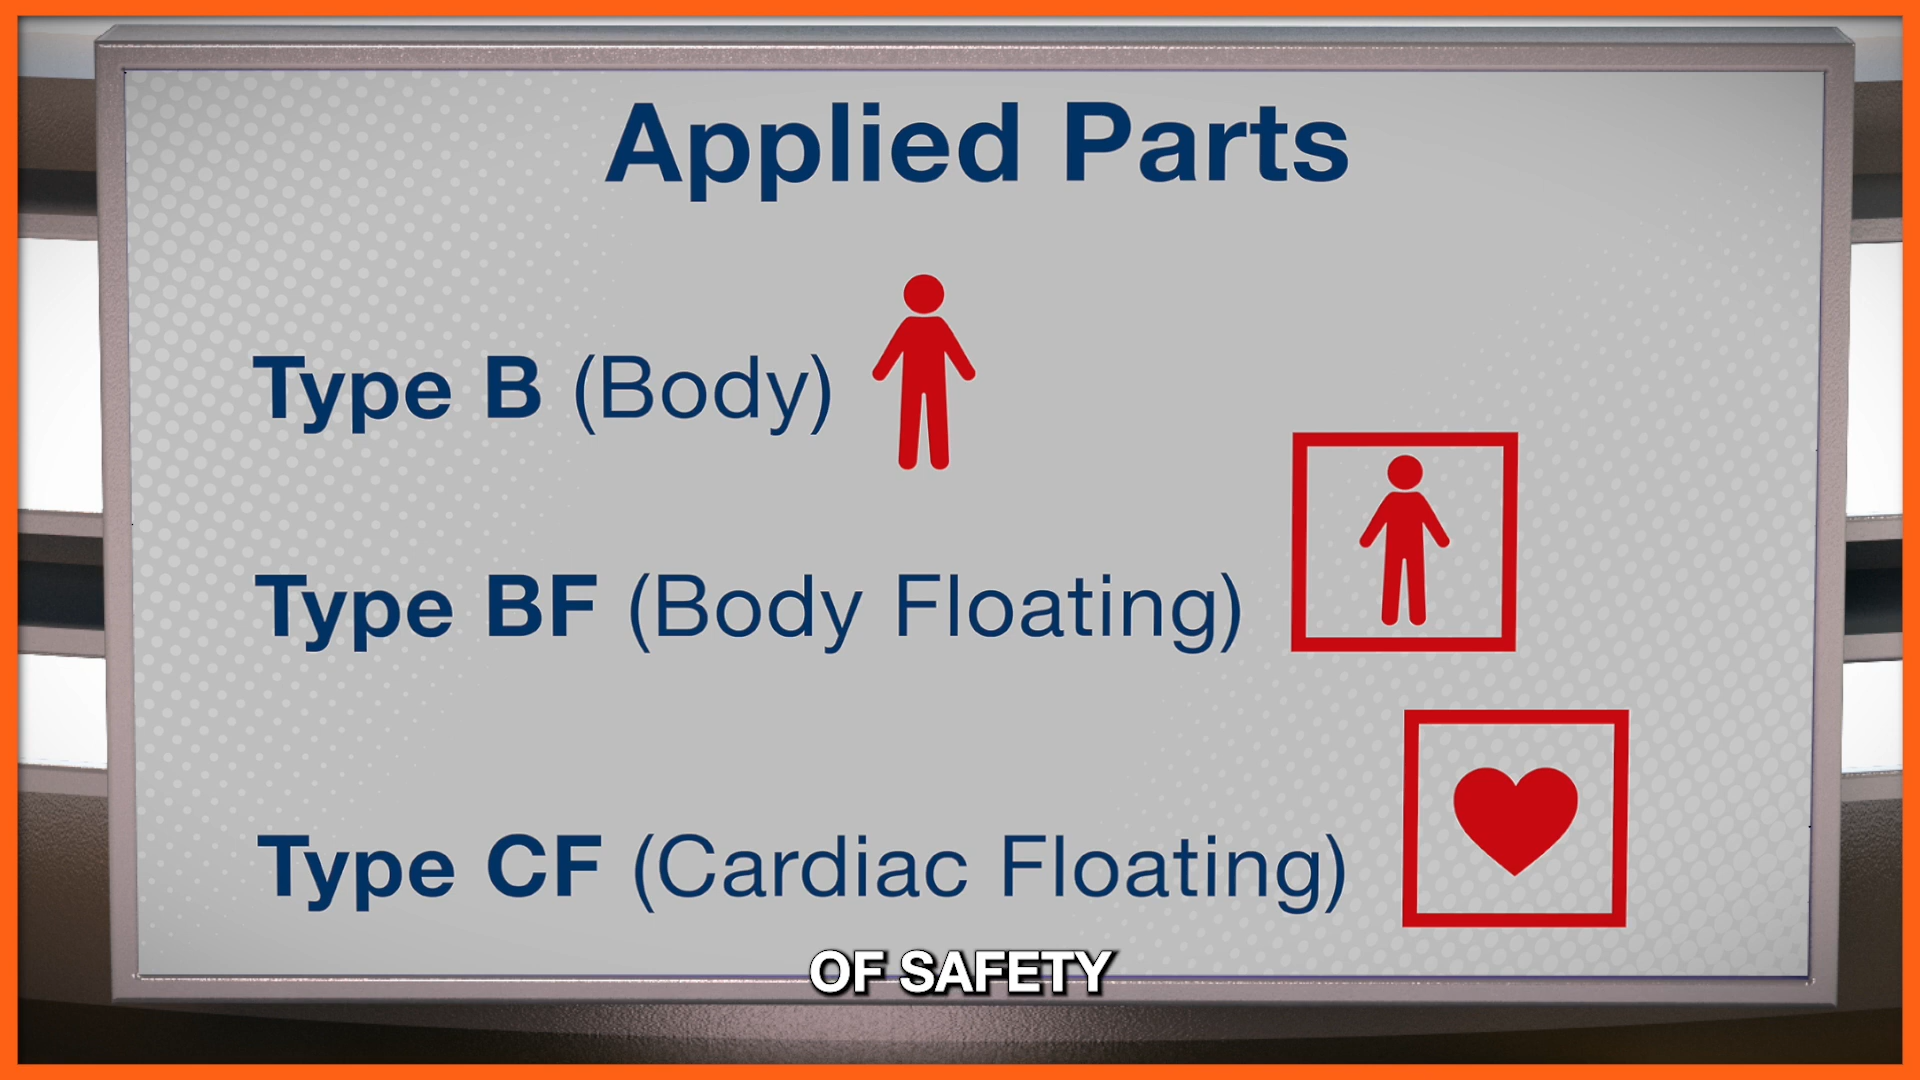 Applied Parts
Type B (Body)
Type BF (Body Floating)
Type CF (Cardiac Floating)
OF SAFETY